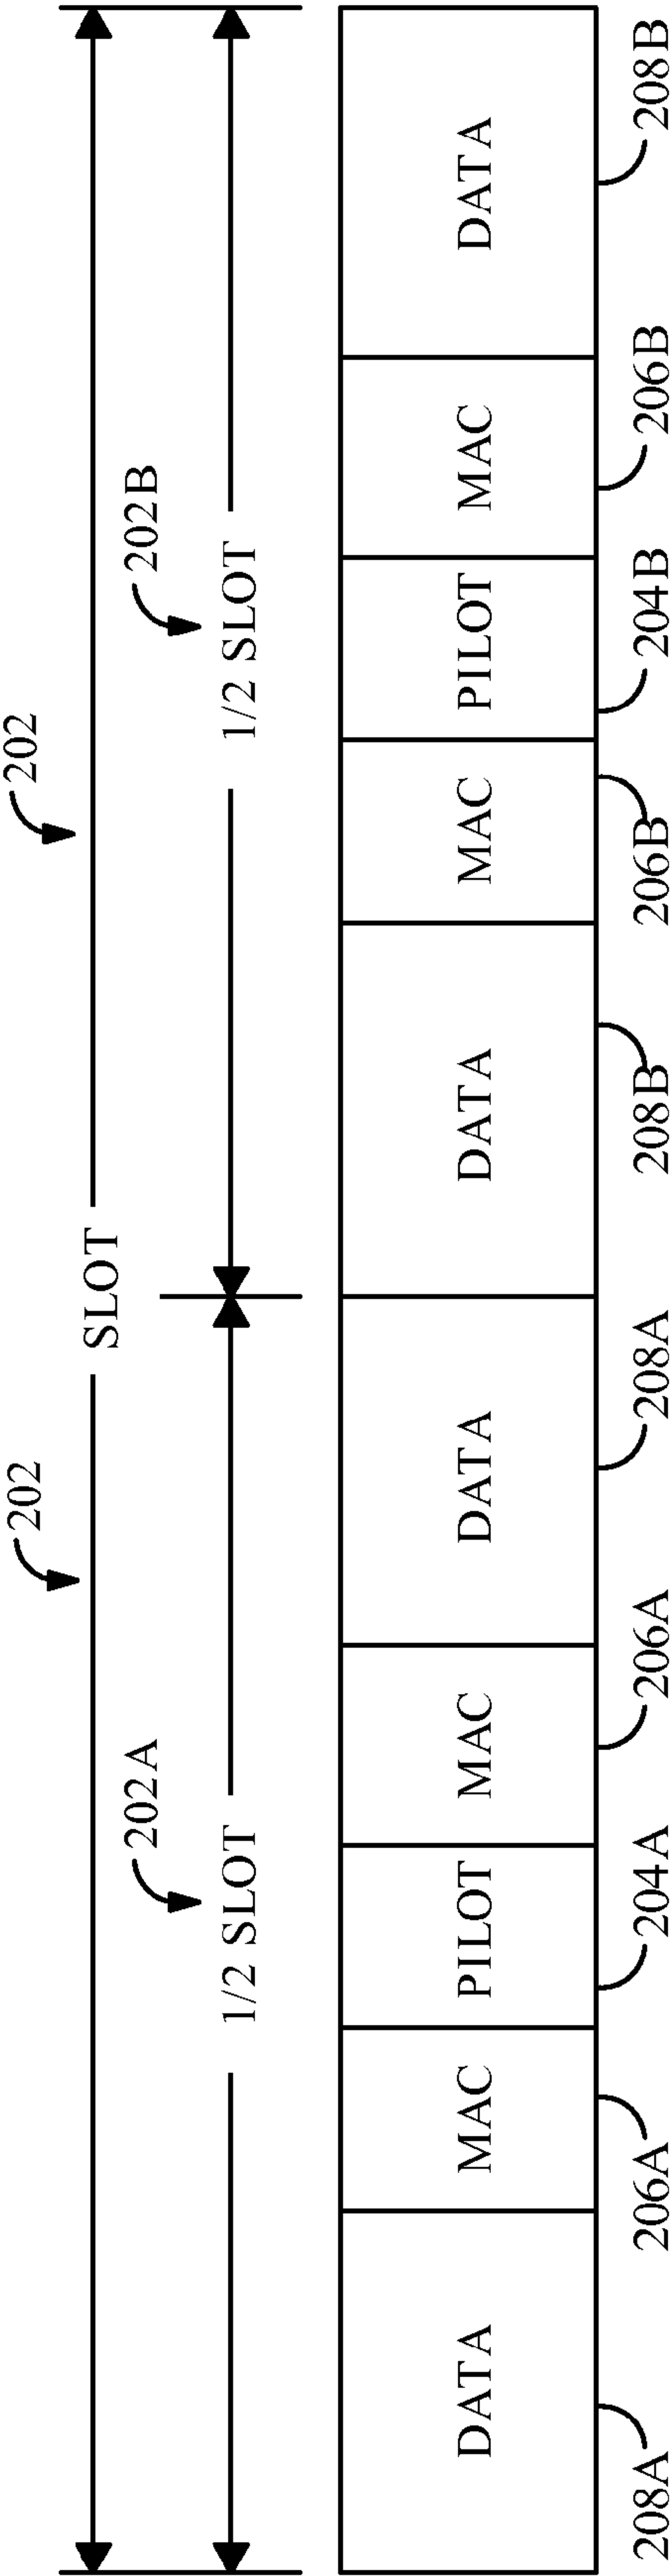 202 202
SLOT
202A 202B
1/2 SLOT 1/2 SLOT
DATA MAC PILOT MAC DATA DATA MAC PILOT MAC DATA
208A 206A 204A 206A 208A 208B 206B 204B 206B 208B